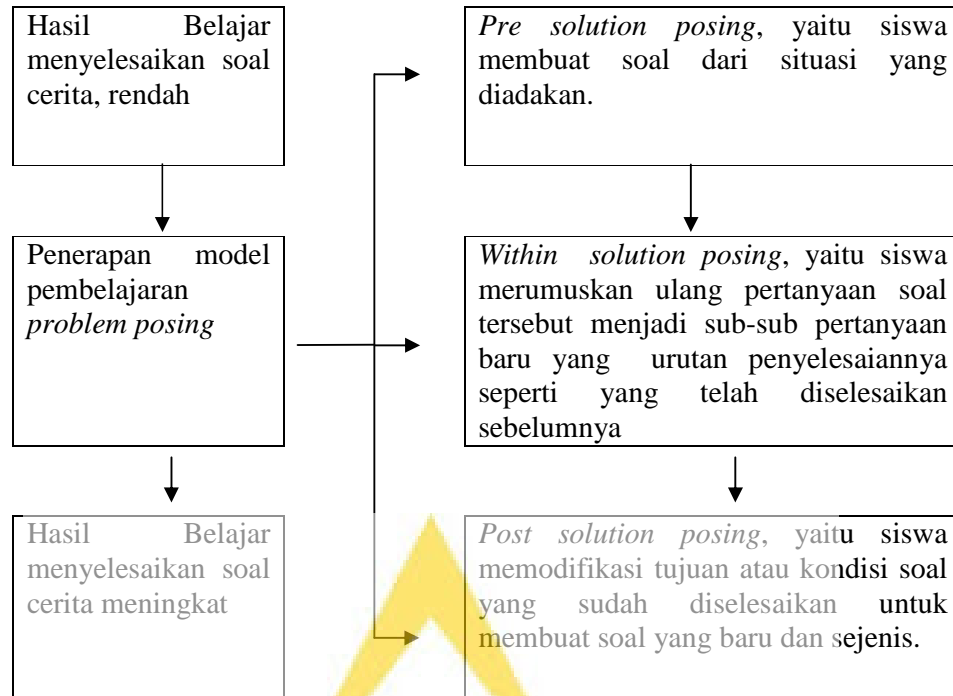 Hasil Belajar
menyelesaikan soal
cerita, rendah
Pre solution posing, yaitu siswa
membuat soal dari situasi yang
diadakan.
Penerapan model
pembelajaran
problem posing
Within solution posing, yaitu siswa
merumuskan ulang pertanyaan soal
tersebut menjadi sub-sub pertanyaan
baru yang urutan penyelesaiannya
seperti yang telah diselesaikan
sebelumnya
Hasil Belajar
menyelesaikan soal
cerita meningkat
Post solution posing, yaitu siswa
memodifikasi tujuan atau kondisi soal
yang sudah diselesaikan untuk
membuat soal yang baru dan sejenis.